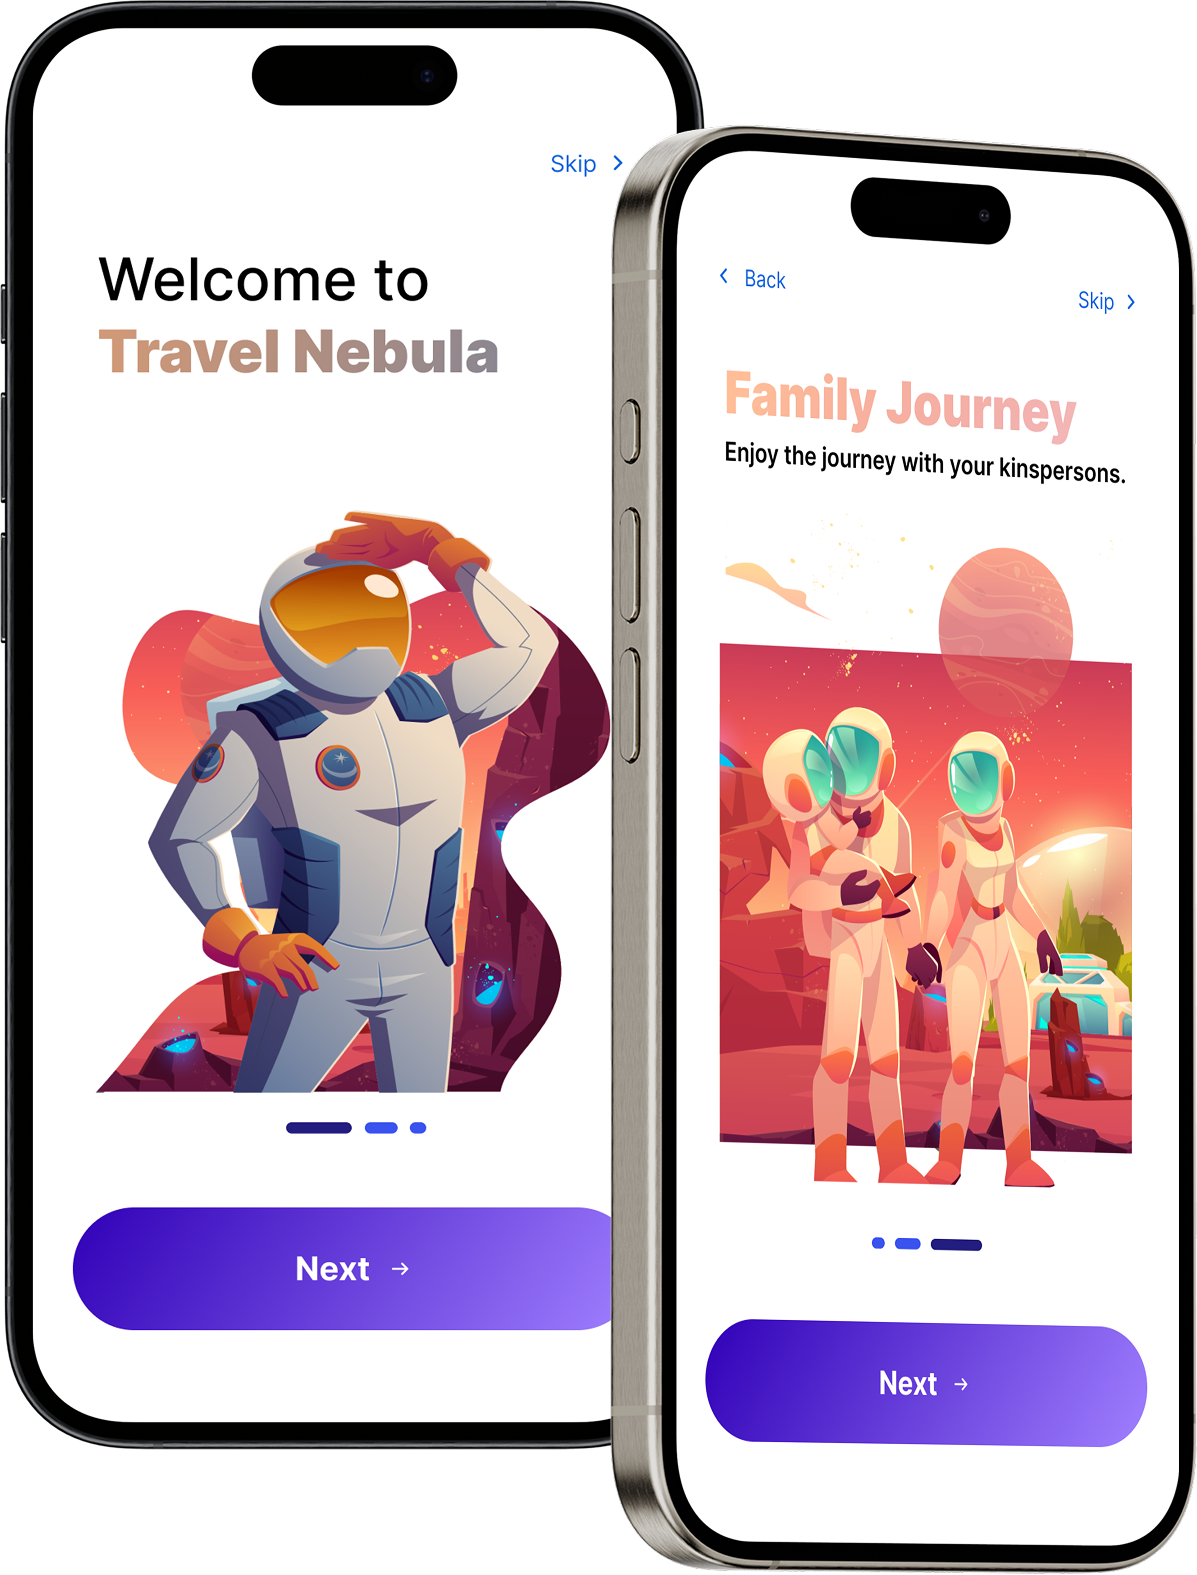 Skip
Welcome to
Travel Nebula
Next
Back
Skip
Family Journey
Enjoy the journey with your kinspersons.
Next